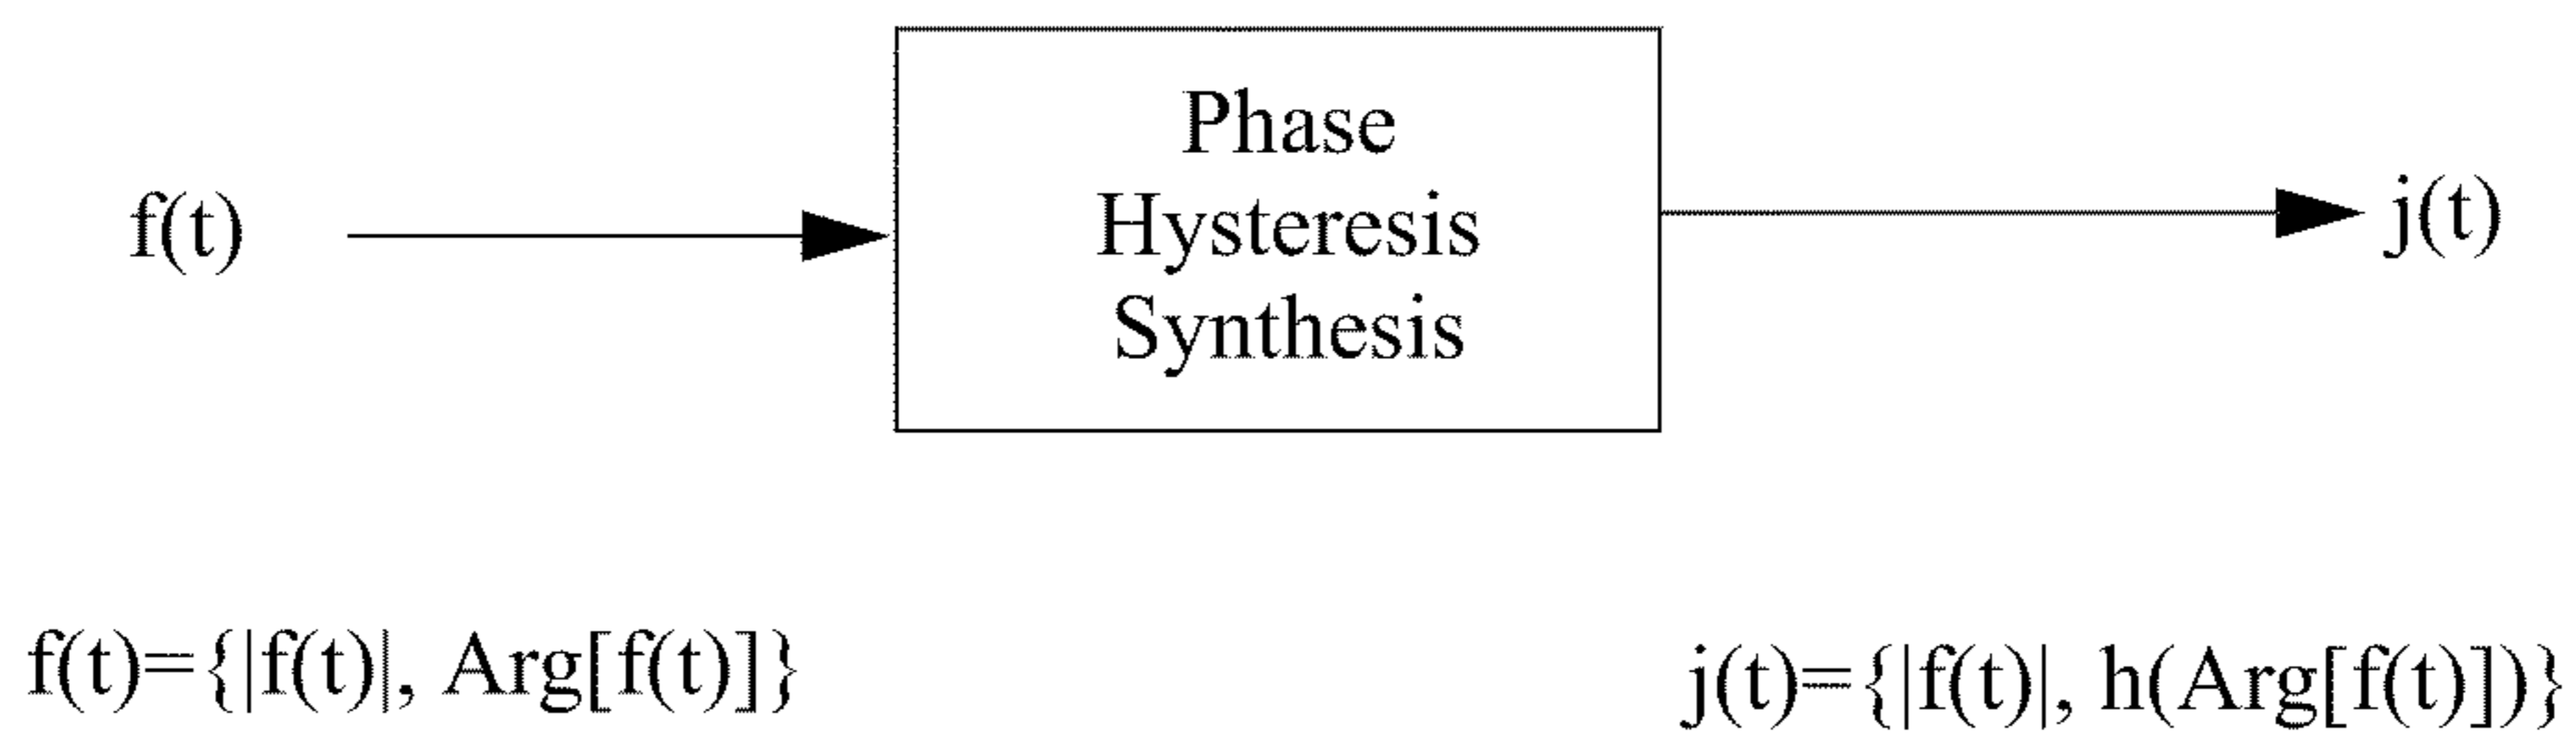 f(t)
Phase
Hysteresis
Synthesis
j(t)
f(t)={|f(t)|, Arg[f(t)]}
j(t)={|f(t)|, h(Arg[f(t)])}